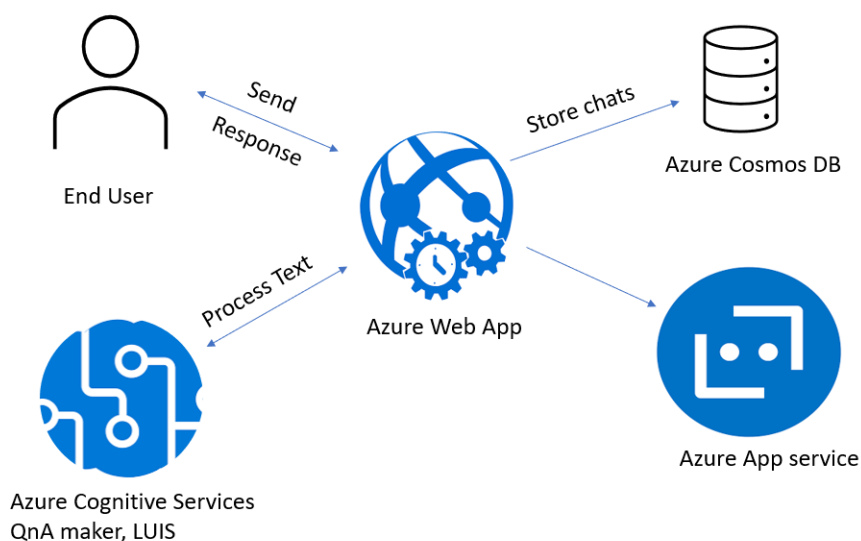 Send
Response
Store chats
Azure Cosmos DB
End User
Process Text
Azure Web App
Azure App service
Azure Cognitive Services
QnA maker, LUIS